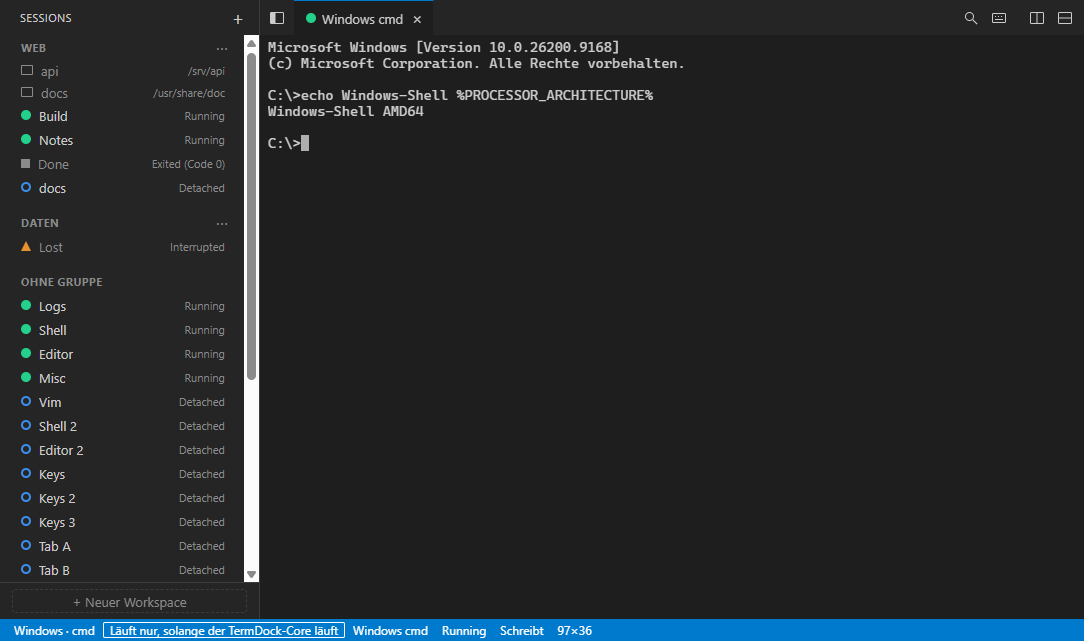 SESSIONS +
WEB ...
api /srv/api
docs /usr/share/doc
Build Running
Notes Running
Done Exited (Code 0)
docs Detached
DATEN ...
Lost Interrupted
OHNE GRUPPE
Logs Running
Shell Running
Editor Running
Misc Running
Vim Detached
Shell 2 Detached
Editor 2 Detached
Keys Detached
Keys 2 Detached
Keys 3 Detached
Tab A Detached
Tab B Detached
+ Neuer Workspace
Windows cmd ×
Microsoft Windows [Version 10.0.26200.9168]
(c) Microsoft Corporation. Alle Rechte vorbehalten.
C:\>echo Windows-Shell %PROCESSOR_ARCHITECTURE%
Windows-Shell AMD64
C:\>
Windows · cmd Läuft nur, solange der TermDock-Core läuft Windows cmd Running Schreibt 97×36